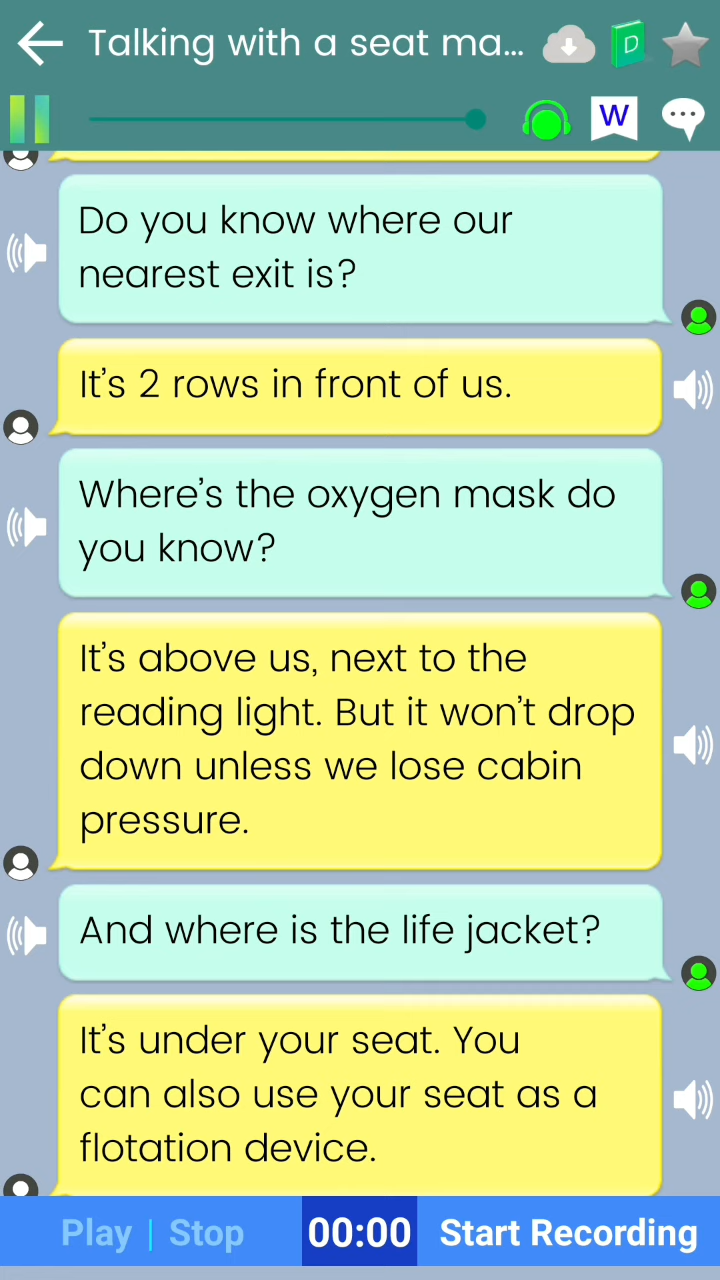 Talking with a seat ma...
D
W
Do you know where our
nearest exit is?
It's 2 rows in front of us.
Where's the oxygen mask do
you know?
It's above us, next to the
reading light. But it won't drop
down unless we lose cabin
pressure.
And where is the life jacket?
It's under your seat. You
can also use your seat as a
flotation device.
Play | Stop 00:00 Start Recording